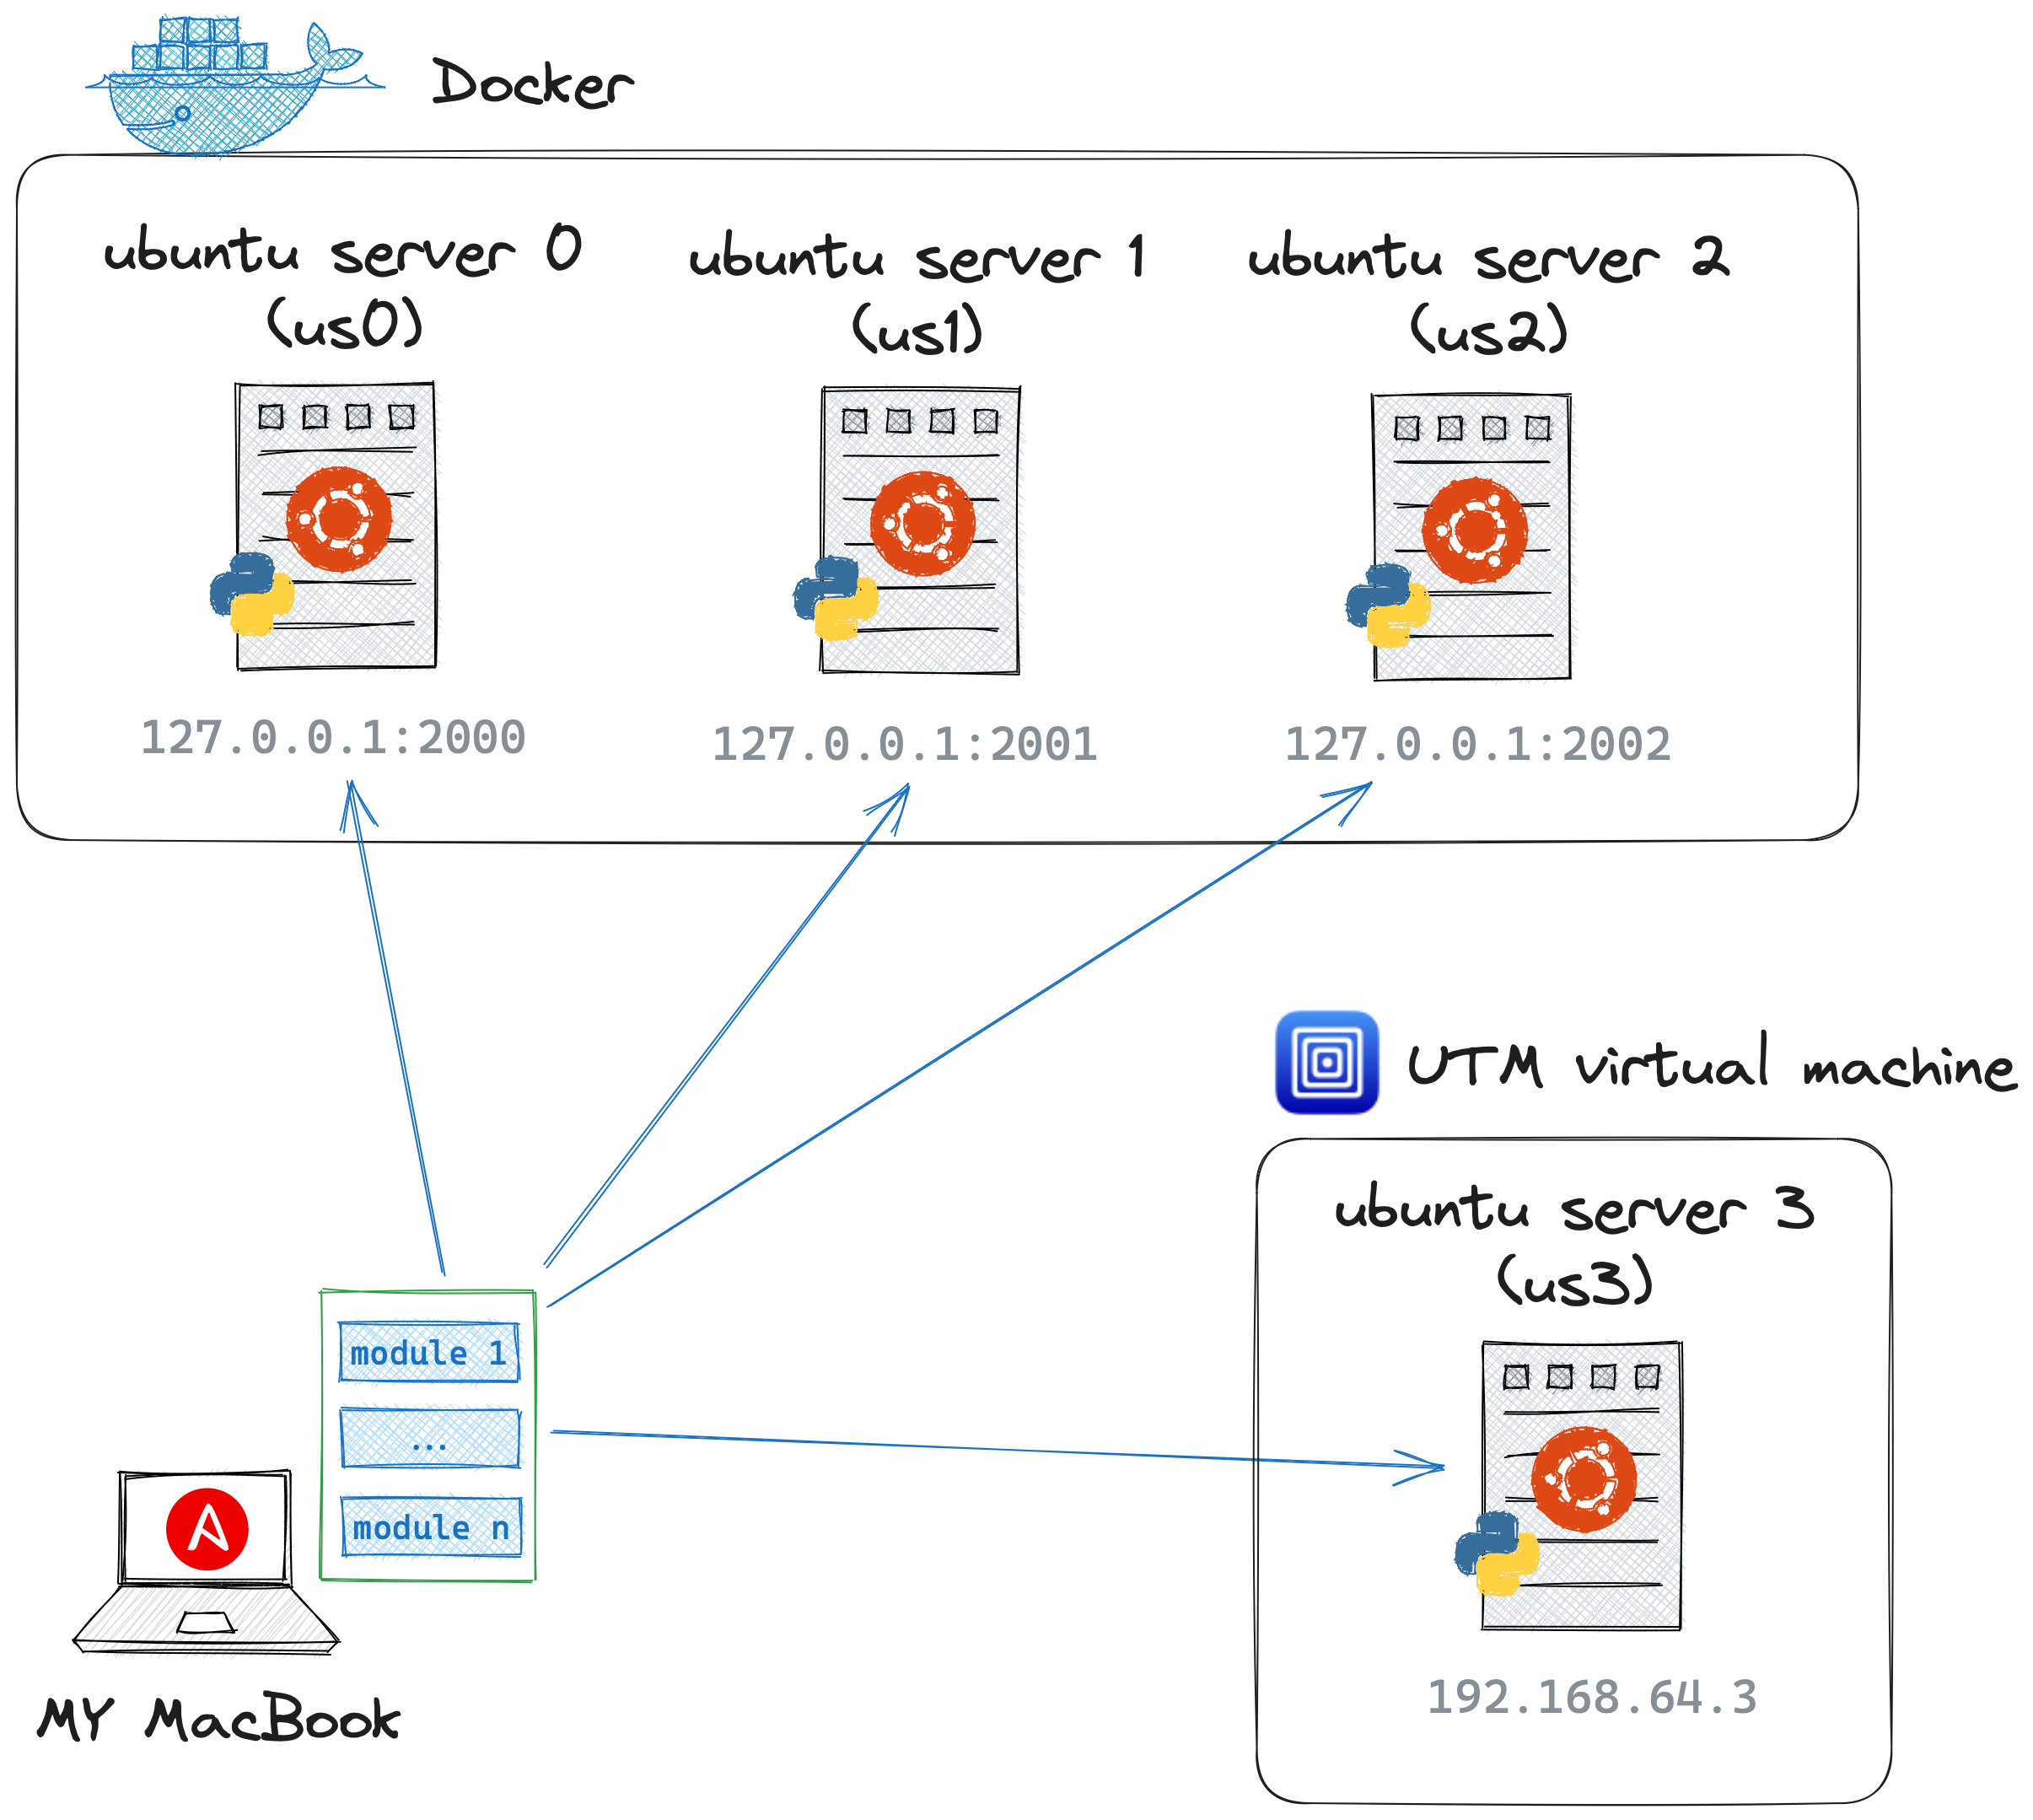 Docker
ubuntu server 0
(us0)
ubuntu server 1
(us1)
ubuntu server 2
(us2)
127.0.0.1:2000
127.0.0.1:2001
127.0.0.1:2002
UTM virtual machine
ubuntu server 3
(us3)
module 1
...
module n
192.168.64.3
MY MacBook